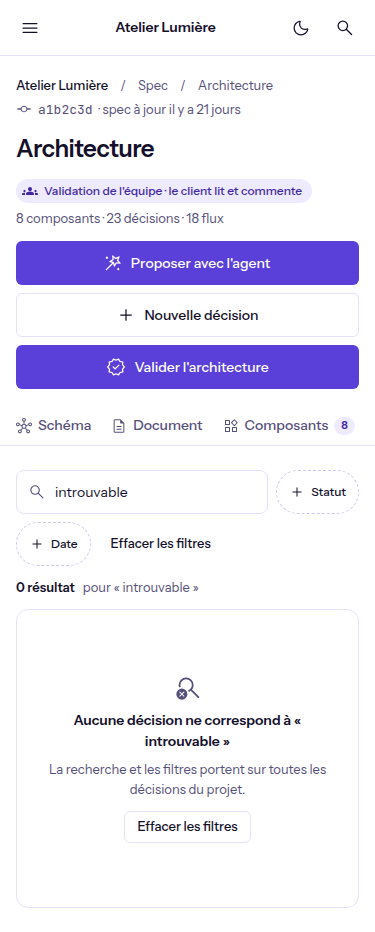 Atelier Lumière
Atelier Lumière / Spec / Architecture
a1b2c3d · spec à jour il y a 21 jours
Architecture
Validation de l'équipe · le client lit et commente
8 composants · 23 décisions · 18 flux
Proposer avec l'agent
Nouvelle décision
Valider l'architecture
Schéma Document Composants 8
introuvable Statut
Date Effacer les filtres
0 résultat pour « introuvable »
Aucune décision ne correspond à «
introuvable »
La recherche et les filtres portent sur toutes les
décisions du projet.
Effacer les filtres